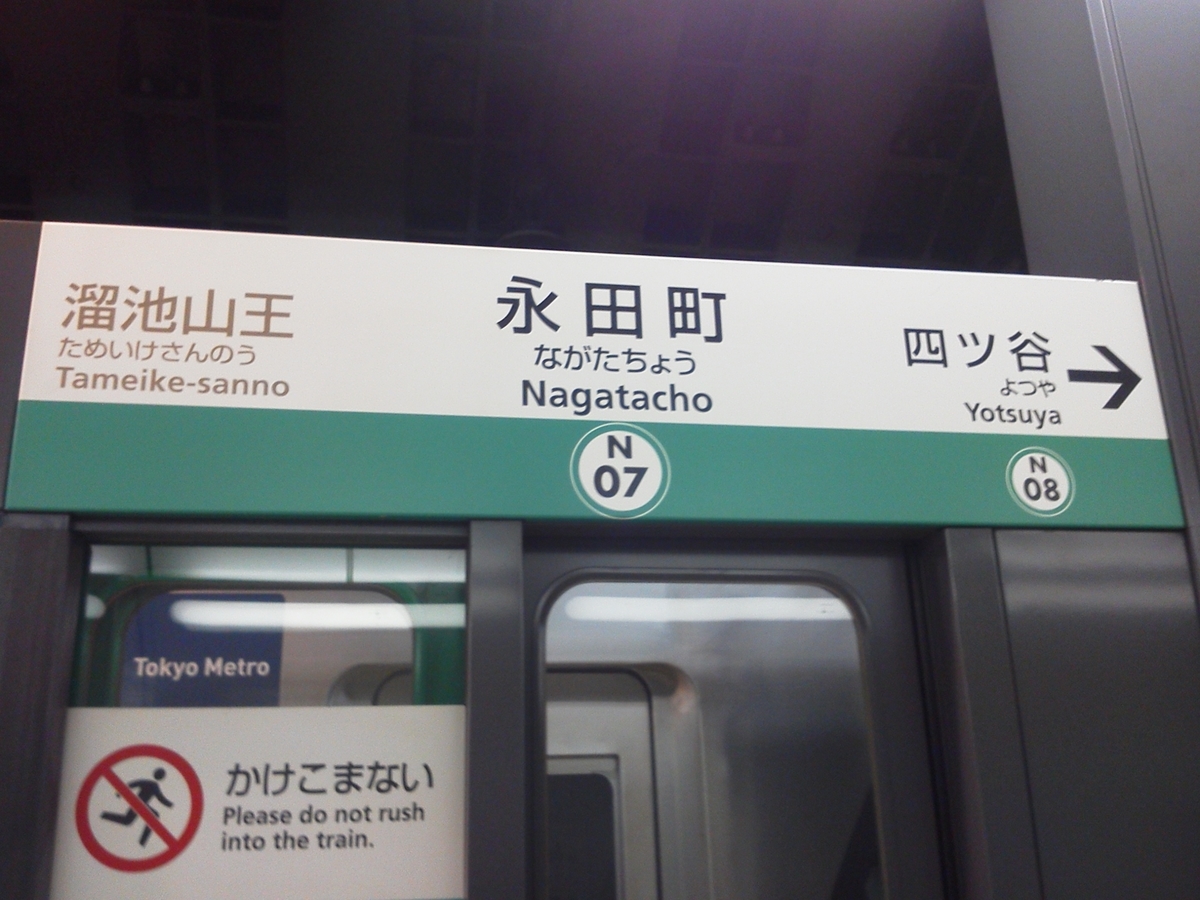 溜池山王
ためいけさんのう
Tameike-sanno
永田町
ながたちょう
Nagatacho
N
07
四ツ谷
よつや
Yotsuya
N
08
Tokyo Metro
かけこまない
Please do not rush
into the train.